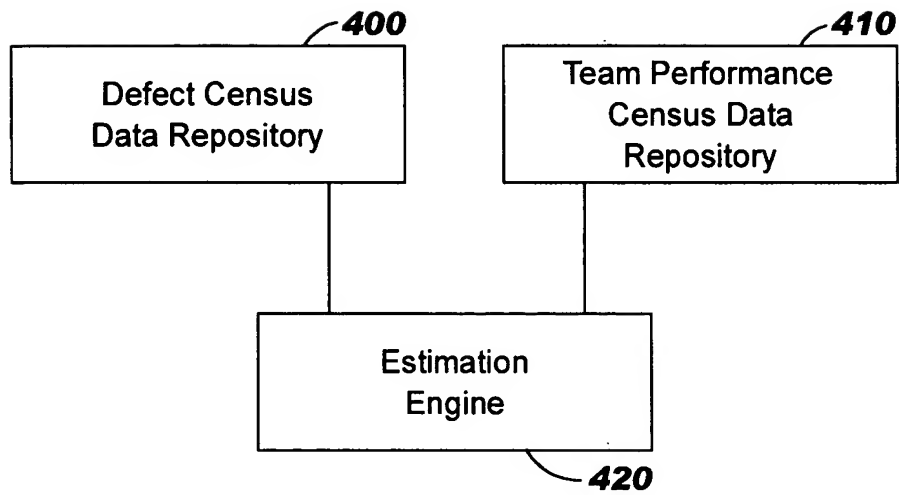 400
410
Defect Census
Data Repository
Team Performance
Census Data
Repository
Estimation
Engine
420